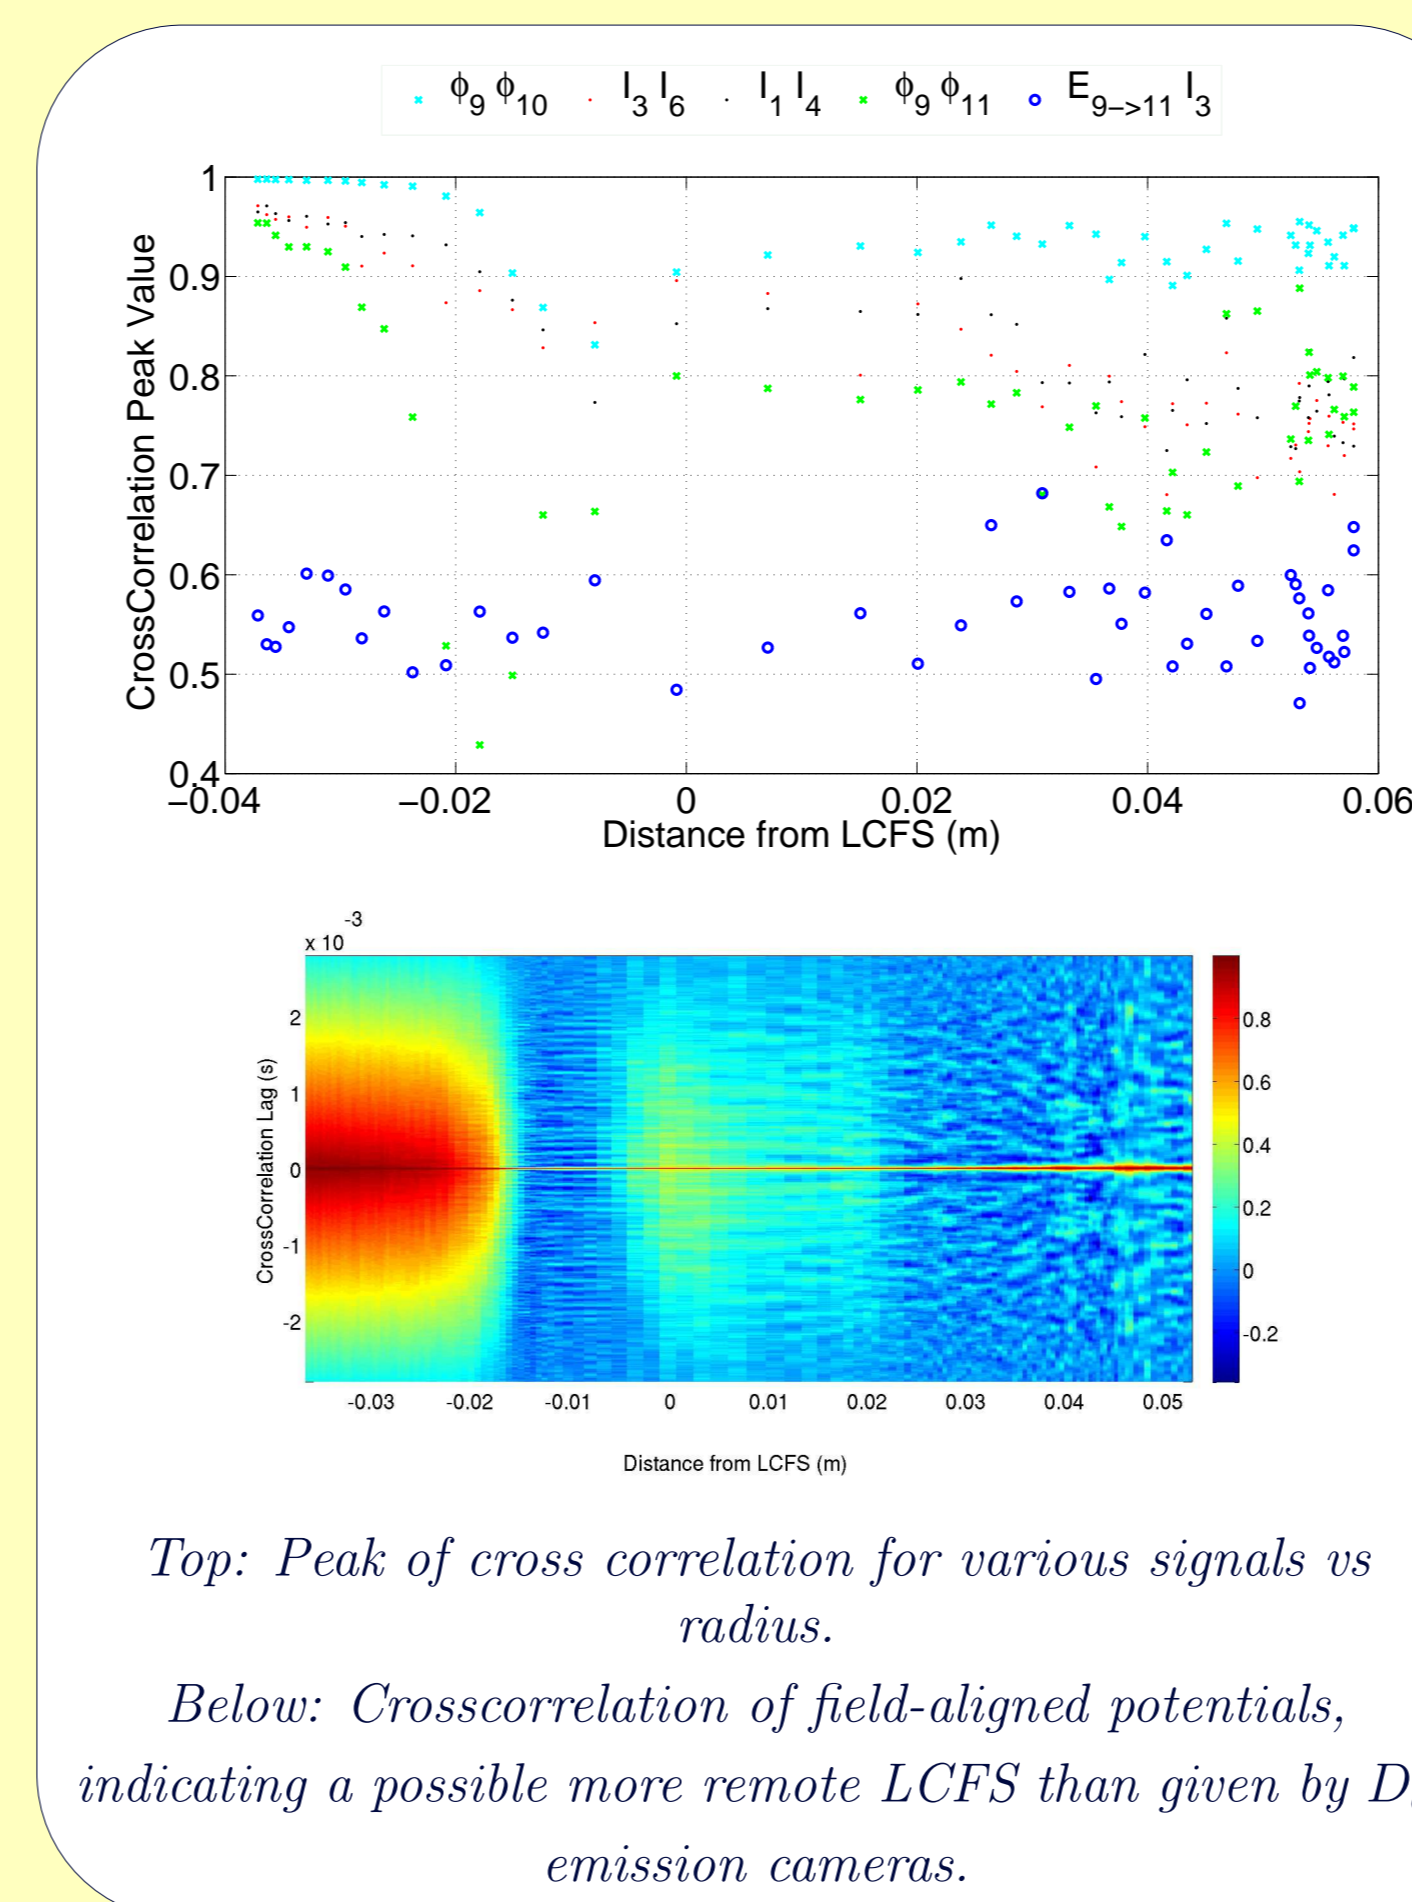 ϕ9 ϕ10 I3 I6 I1 I4 ϕ9 ϕ11 E9->11 I3
1
0.9
0.8
0.7
0.6
0.5
0.4
CrossCorrelation Peak Value
−0.04 −0.02 0 0.02 0.04 0.06
Distance from LCFS (m)
x 10-3
2
1
0
-1
-2
CrossCorrelation Lag (s)
0.8
0.6
0.4
0.2
0
-0.2
-0.03 -0.02 -0.01 0 0.01 0.02 0.03 0.04 0.05
Distance from LCFS (m)
Top: Peak of cross correlation for various signals vs
radius.
Below: Crosscorrelation of field-aligned potentials,
indicating a possible more remote LCFS than given by D
emission cameras.